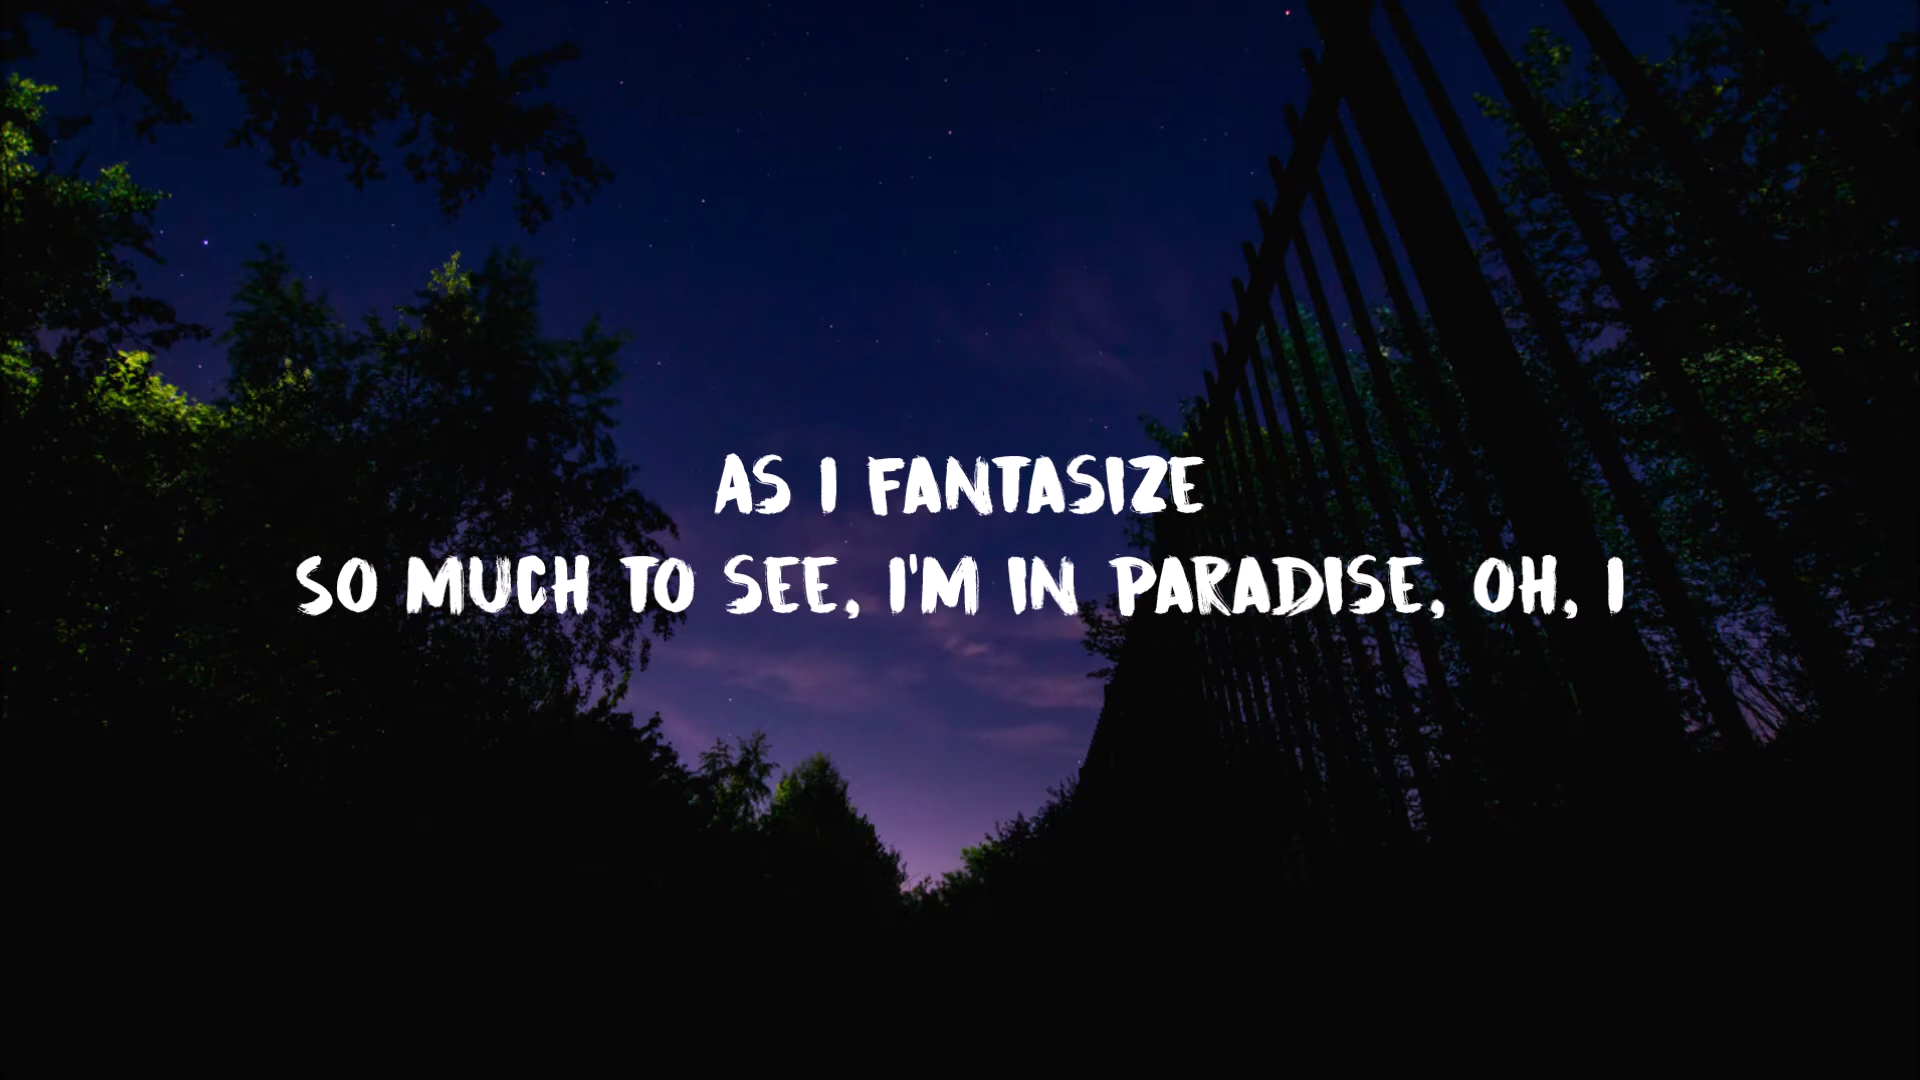 AS I FANTASIZE
SO MUCH TO SEE, I'M IN PARADISE, OH, I